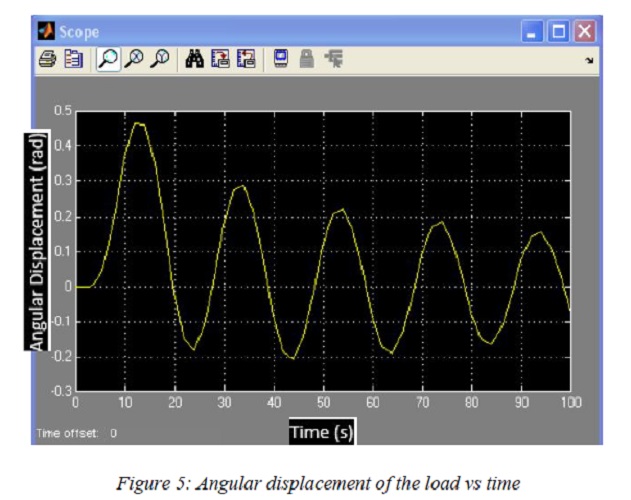 Scope
0.5
0.4
0.3
0.2
0.1
0
-0.1
-0.2
-0.3
Angular Displacement (rad)
0 10 20 30 40 50 60 70 80 90 100
Time offset: 0
Time (s)
Figure 5: Angular displacement of the load vs time